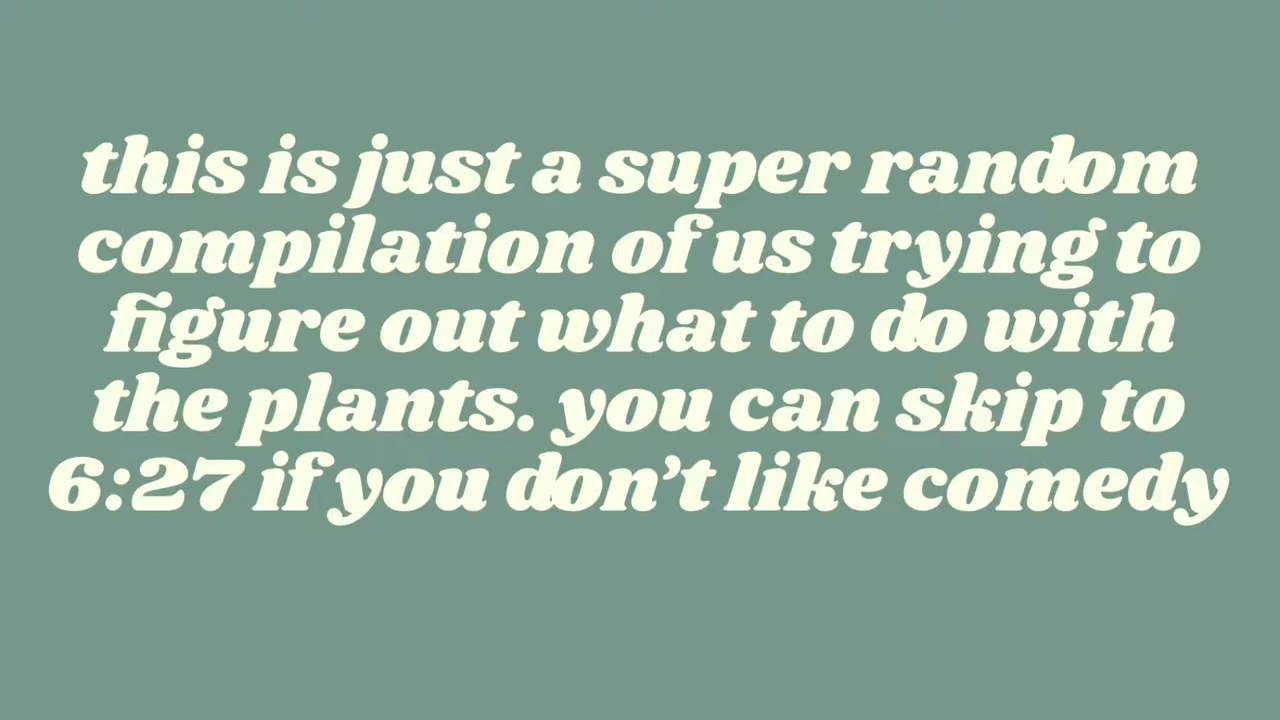 this is just a super random
compilation of us trying to
figure out what to do with
the plants. you can skip to
6:27 if you don’t like comedy